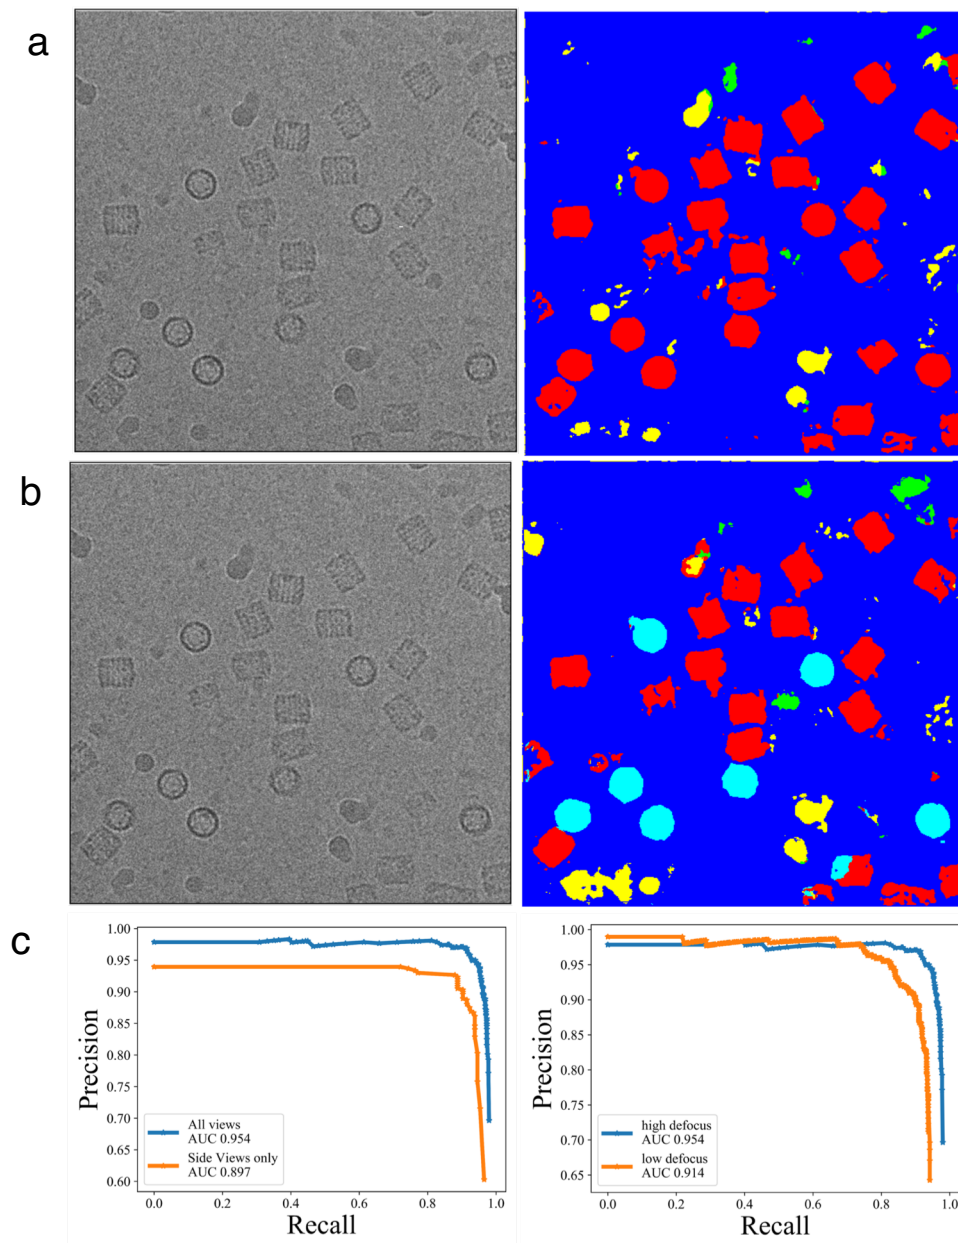 a
b
c
Precision
1.00
0.95
0.90
0.85
0.80
0.75
0.70
0.65
0.60
All views
AUC 0.954
Side Views only
AUC 0.897
0.0 0.2 0.4 0.6 0.8 1.0
Recall
Precision
1.00
0.95
0.90
0.85
0.80
0.75
0.70
0.65
high defocus
AUC 0.954
low defocus
AUC 0.914
0.0 0.2 0.4 0.6 0.8 1.0
Recall